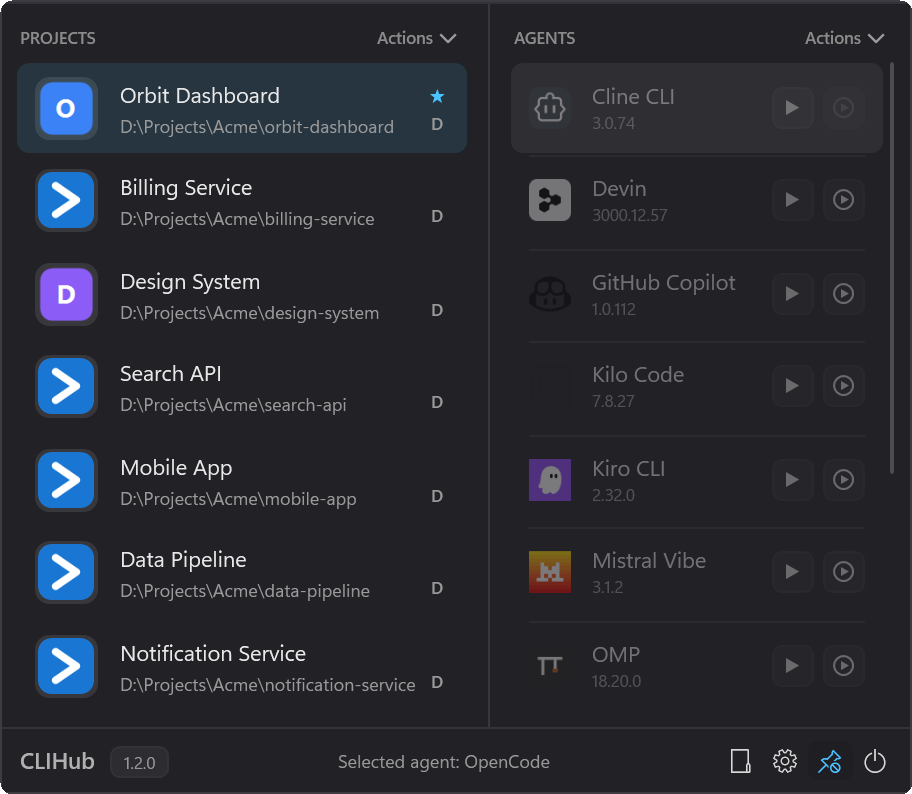 PROJECTS
Actions
O
Orbit Dashboard
D:\Projects\Acme\orbit-dashboard
D
Billing Service
D:\Projects\Acme\billing-service
D
D
Design System
D:\Projects\Acme\design-system
D
Search API
D:\Projects\Acme\search-api
D
Mobile App
D:\Projects\Acme\mobile-app
D
Data Pipeline
D:\Projects\Acme\data-pipeline
D
Notification Service
D:\Projects\Acme\notification-service
D
AGENTS
Actions
Cline CLI
3.0.74
Devin
3000.12.57
GitHub Copilot
1.0.112
Kilo Code
7.8.27
Kiro CLI
2.32.0
Mistral Vibe
3.1.2
OMP
18.20.0
CLIHub
1.2.0
Selected agent: OpenCode